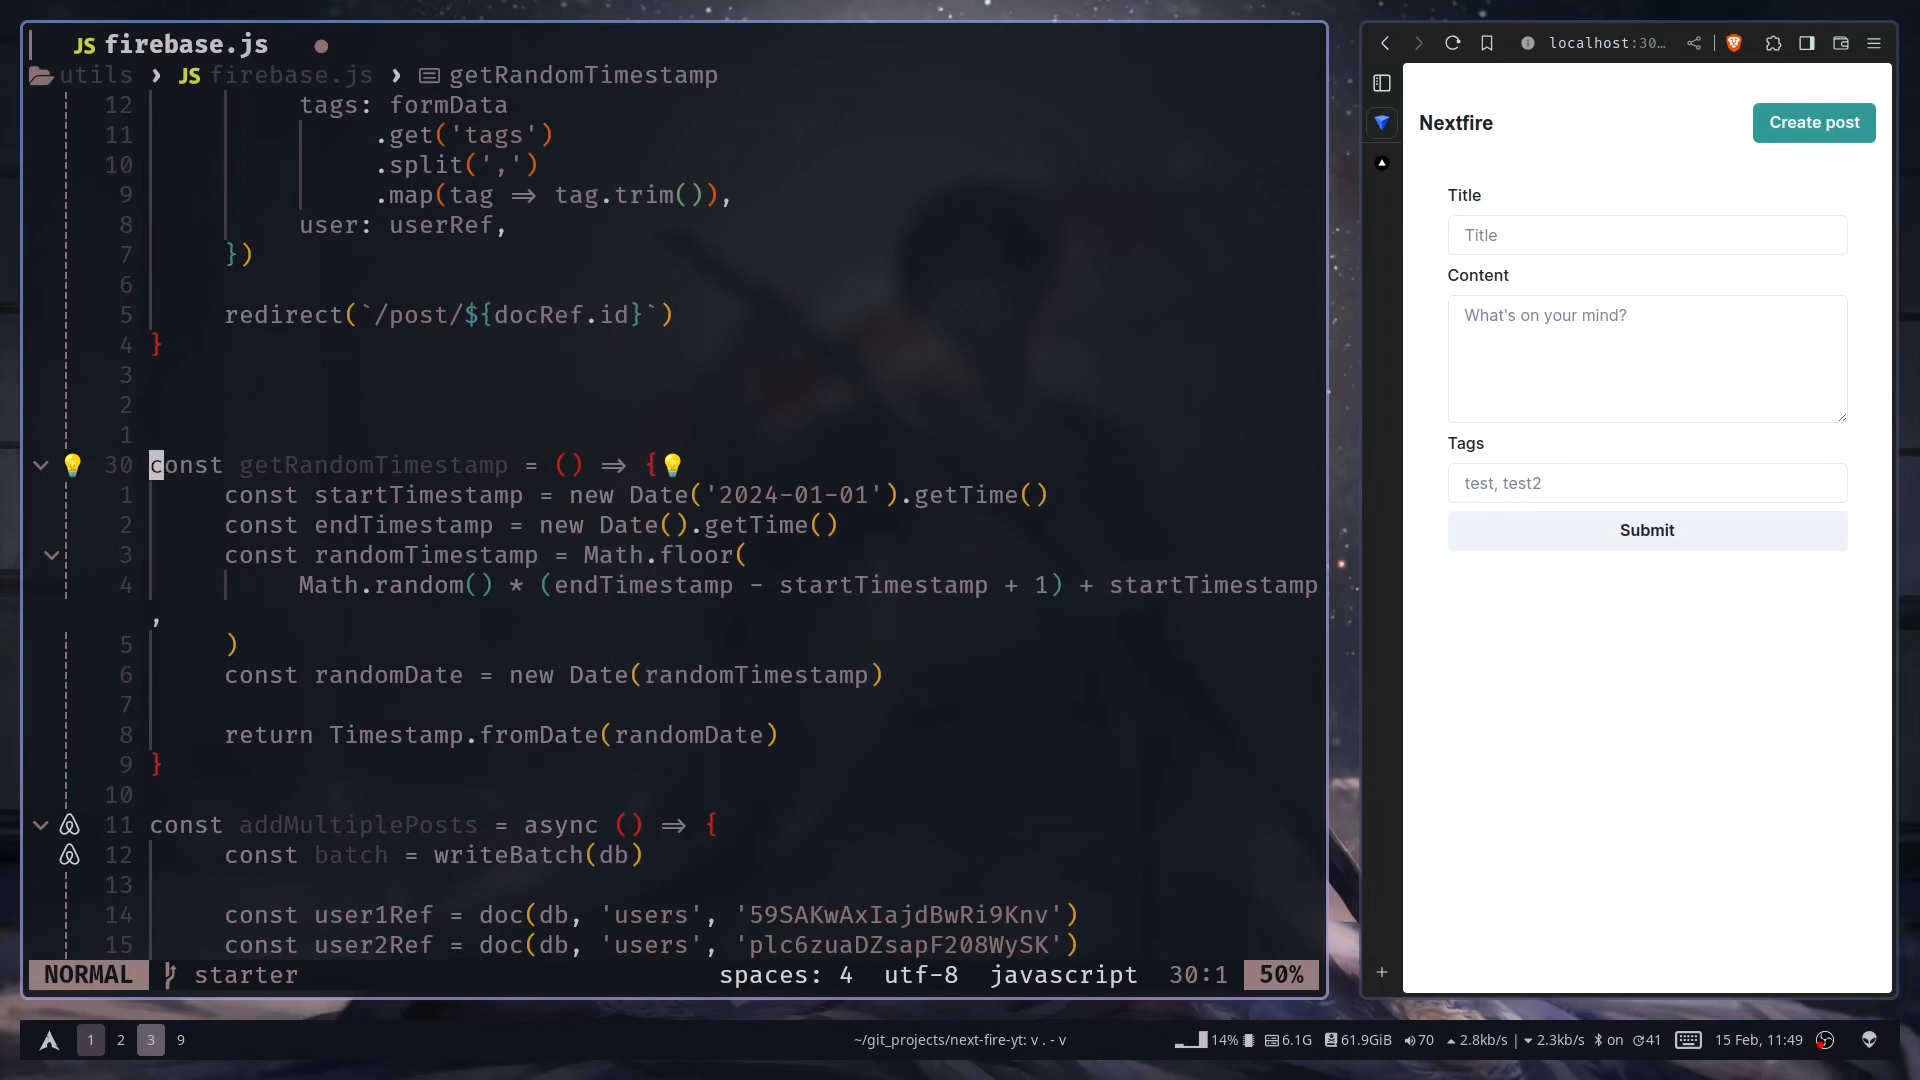 JS firebase.js ●
utils › JS firebase.js › getRandomTimestamp
12 tags: formData
11 .get('tags')
10 .split(',')
9 .map(tag => tag.trim()),
8 user: userRef,
7 })
6
5 redirect(`/post/${docRef.id}`)
4 }
3
2
1
30 const getRandomTimestamp = () => {
1 const startTimestamp = new Date('2024-01-01').getTime()
2 const endTimestamp = new Date().getTime()
3 const randomTimestamp = Math.floor(
4 Math.random() * (endTimestamp - startTimestamp + 1) + startTimestamp
,
5 )
6 const randomDate = new Date(randomTimestamp)
7
8 return Timestamp.fromDate(randomDate)
9 }
10
11 const addMultiplePosts = async () => {
12 const batch = writeBatch(db)
13
14 const user1Ref = doc(db, 'users', '59SAKwAxIajdBwRi9Knv')
15 const user2Ref = doc(db, 'users', 'plc6zuaDZsapF208WySK')
NORMAL starter spaces: 4 utf-8 javascript 30:1 50%
localhost:30…
Nextfire
Create post
Title
Title
Content
What's on your mind?
Tags
test, test2
Submit
1 2 3 9 ~/git_projects/next-fire-yt: v . - v 14% 6.1G 61.9GiB 70 2.8kb/s | 2.3kb/s on 41 15 Feb, 11:49